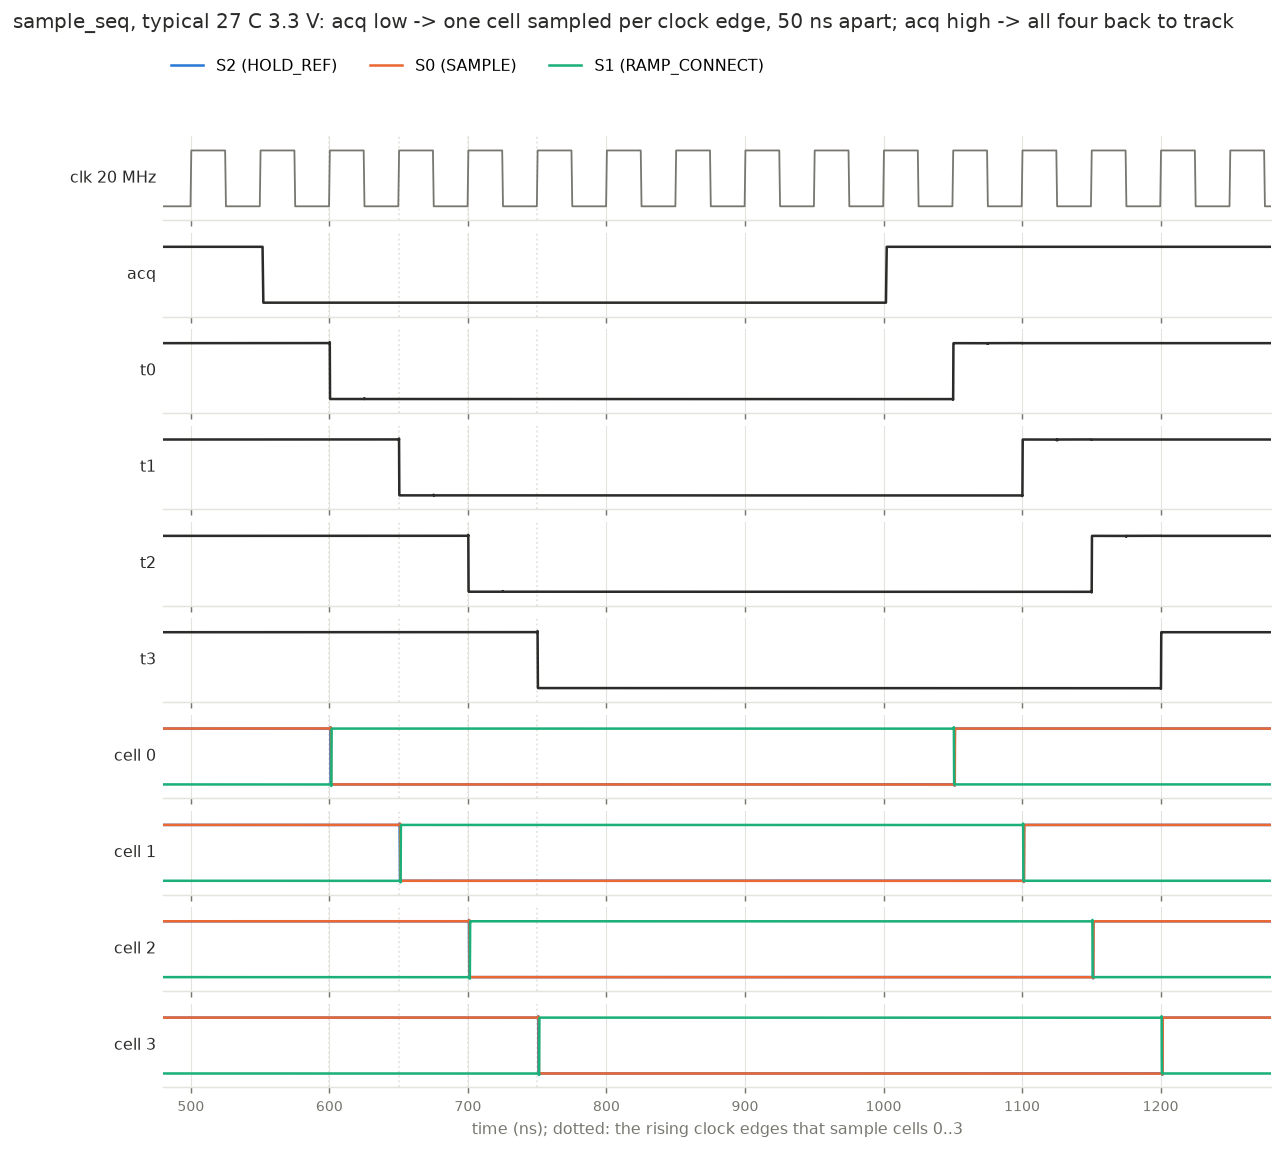 sample_seq, typical 27 C 3.3 V: acq low -> one cell sampled per clock edge, 50 ns apart; acq high -> all four back to track
S2 (HOLD_REF) S0 (SAMPLE) S1 (RAMP_CONNECT)
clk 20 MHz
acq
t0
t1
t2
t3
cell 0
cell 1
cell 2
cell 3
500 600 700 800 900 1000 1100 1200
time (ns); dotted: the rising clock edges that sample cells 0..3